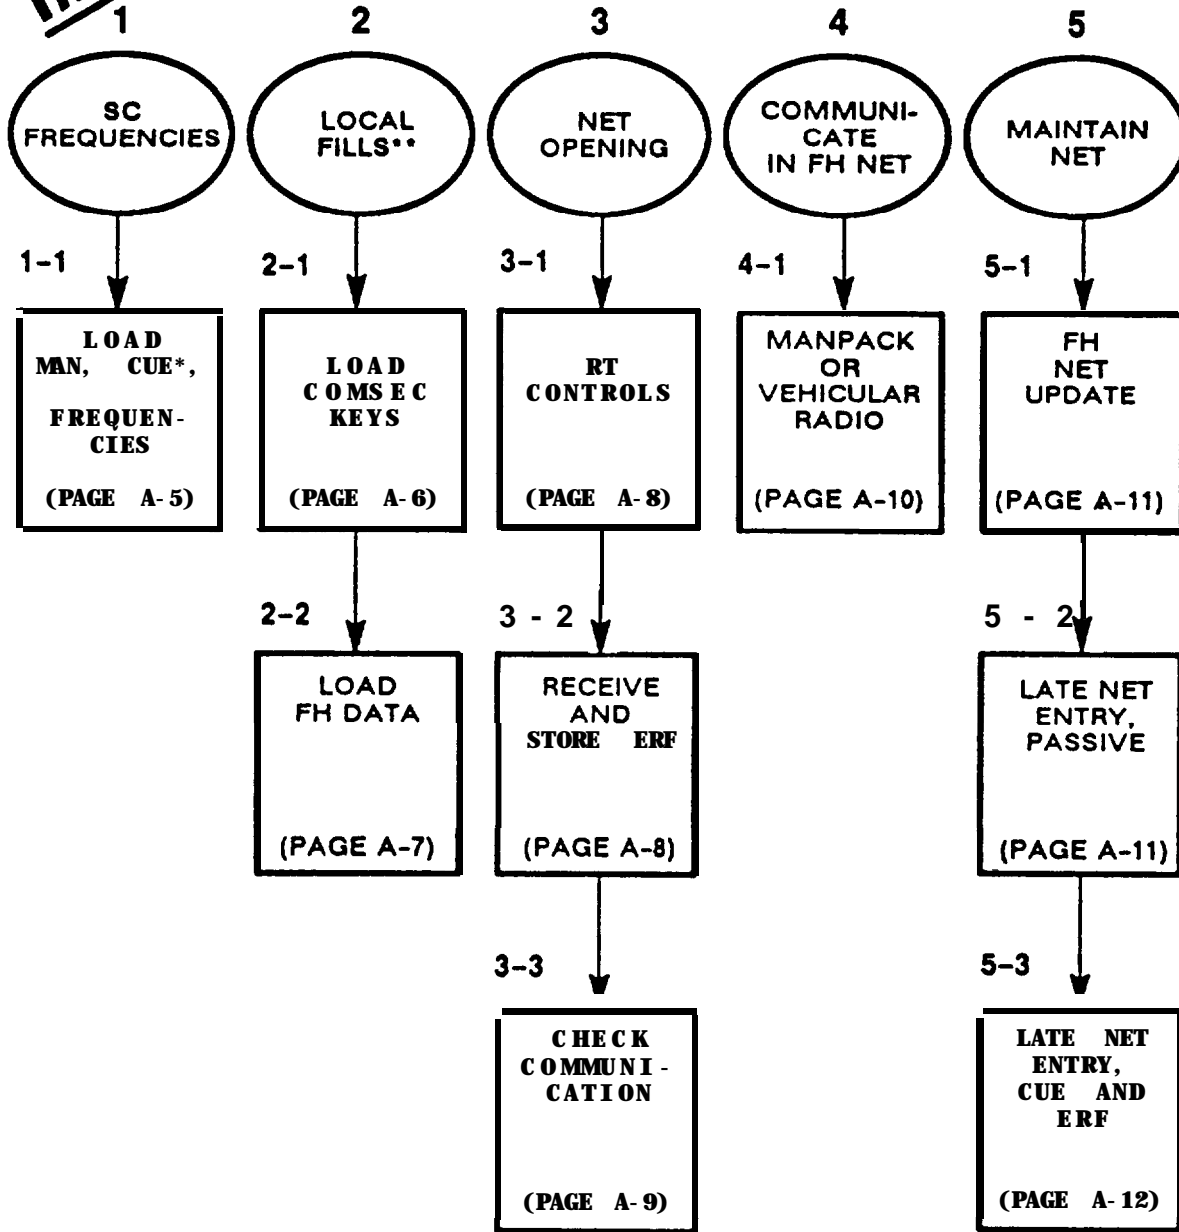 1
SC
FREQUENCIES
1-1
LOAD
MAN, CUE*,
FREQUEN-
CIES
(PAGE A-5)
2
LOCAL
FILLS**
2-1
LOAD
COMSEC
KEYS
(PAGE A-6)
2-2
LOAD
FH DATA
(PAGE A-7)
3
NET
OPENING
3-1
RT
CONTROLS
(PAGE A-8)
3 - 2
RECEIVE
AND
STORE ERF
(PAGE A-8)
3-3
CHECK
COMMUNI-
CATION
(PAGE A-9)
4
COMMUNI-
CATE
IN FH NET
4-1
MANPACK
OR
VEHICULAR
RADIO
(PAGE A-10)
5
MAINTAIN
NET
5-1
FH
NET
UPDATE
(PAGE A-11)
5 - 2
LATE NET
ENTRY,
PASSIVE
(PAGE A-11)
5-3
LATE NET
ENTRY,
CUE AND
ERF
(PAGE A-12)